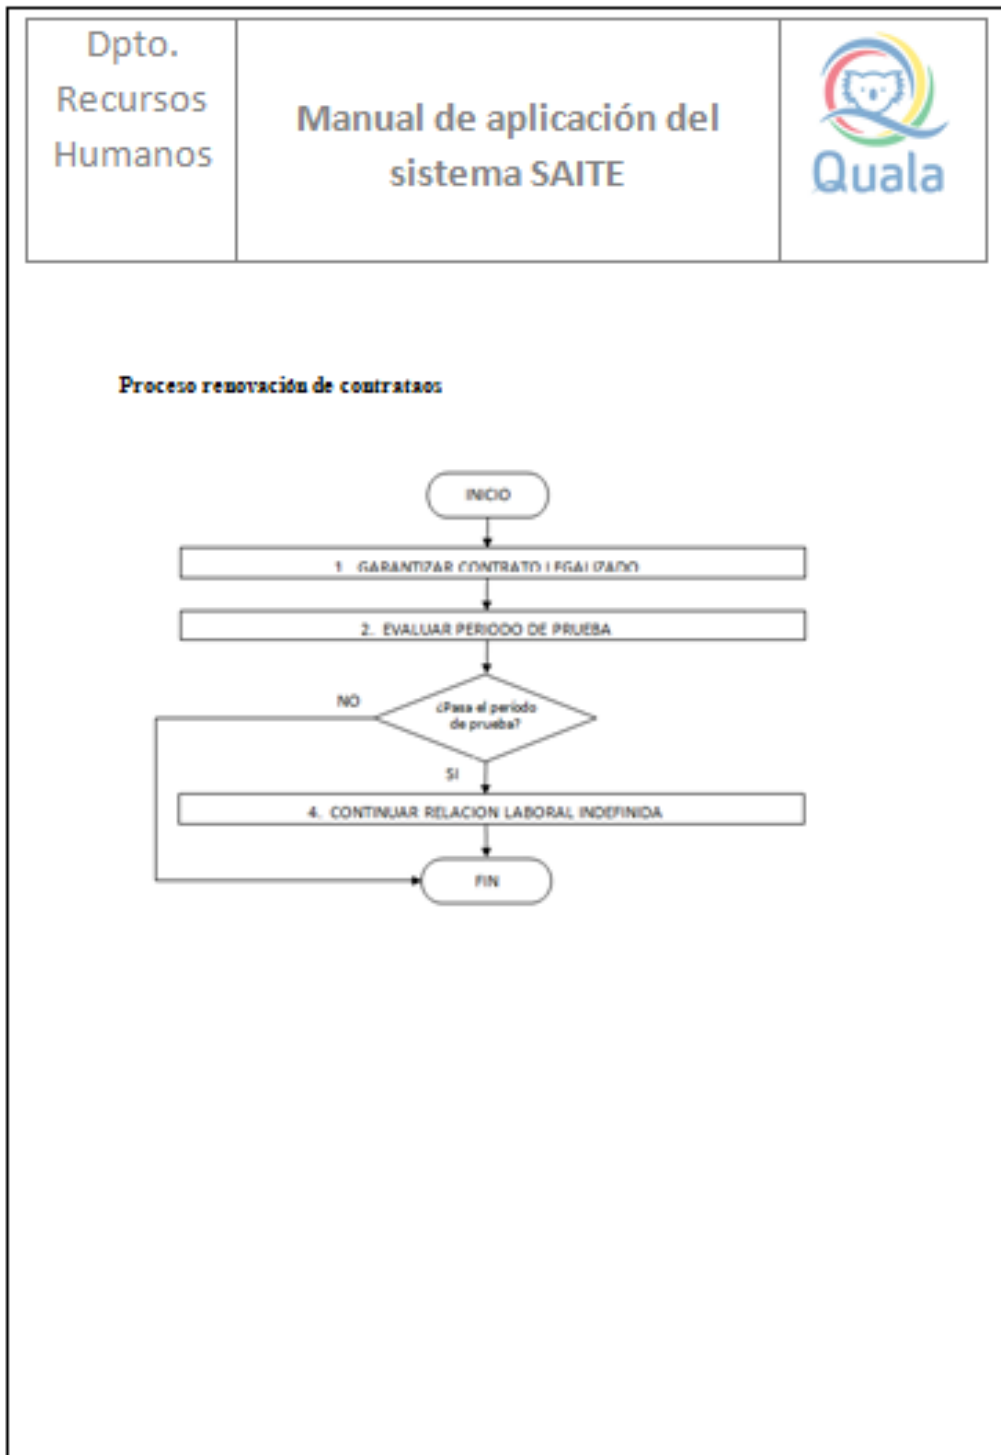 Dpto.
Recursos
Humanos
Manual de aplicación del
sistema SAITE
Quala
Proceso renovación de contrataos
INICIO
1. GARANTIZAR CONTRATO LEGALIZADO
2. EVALUAR PERIODO DE PRUEBA
¿Pasa el período
de prueba?
NO
SI
4. CONTINUAR RELACION LABORAL INDEFINIDA
FIN